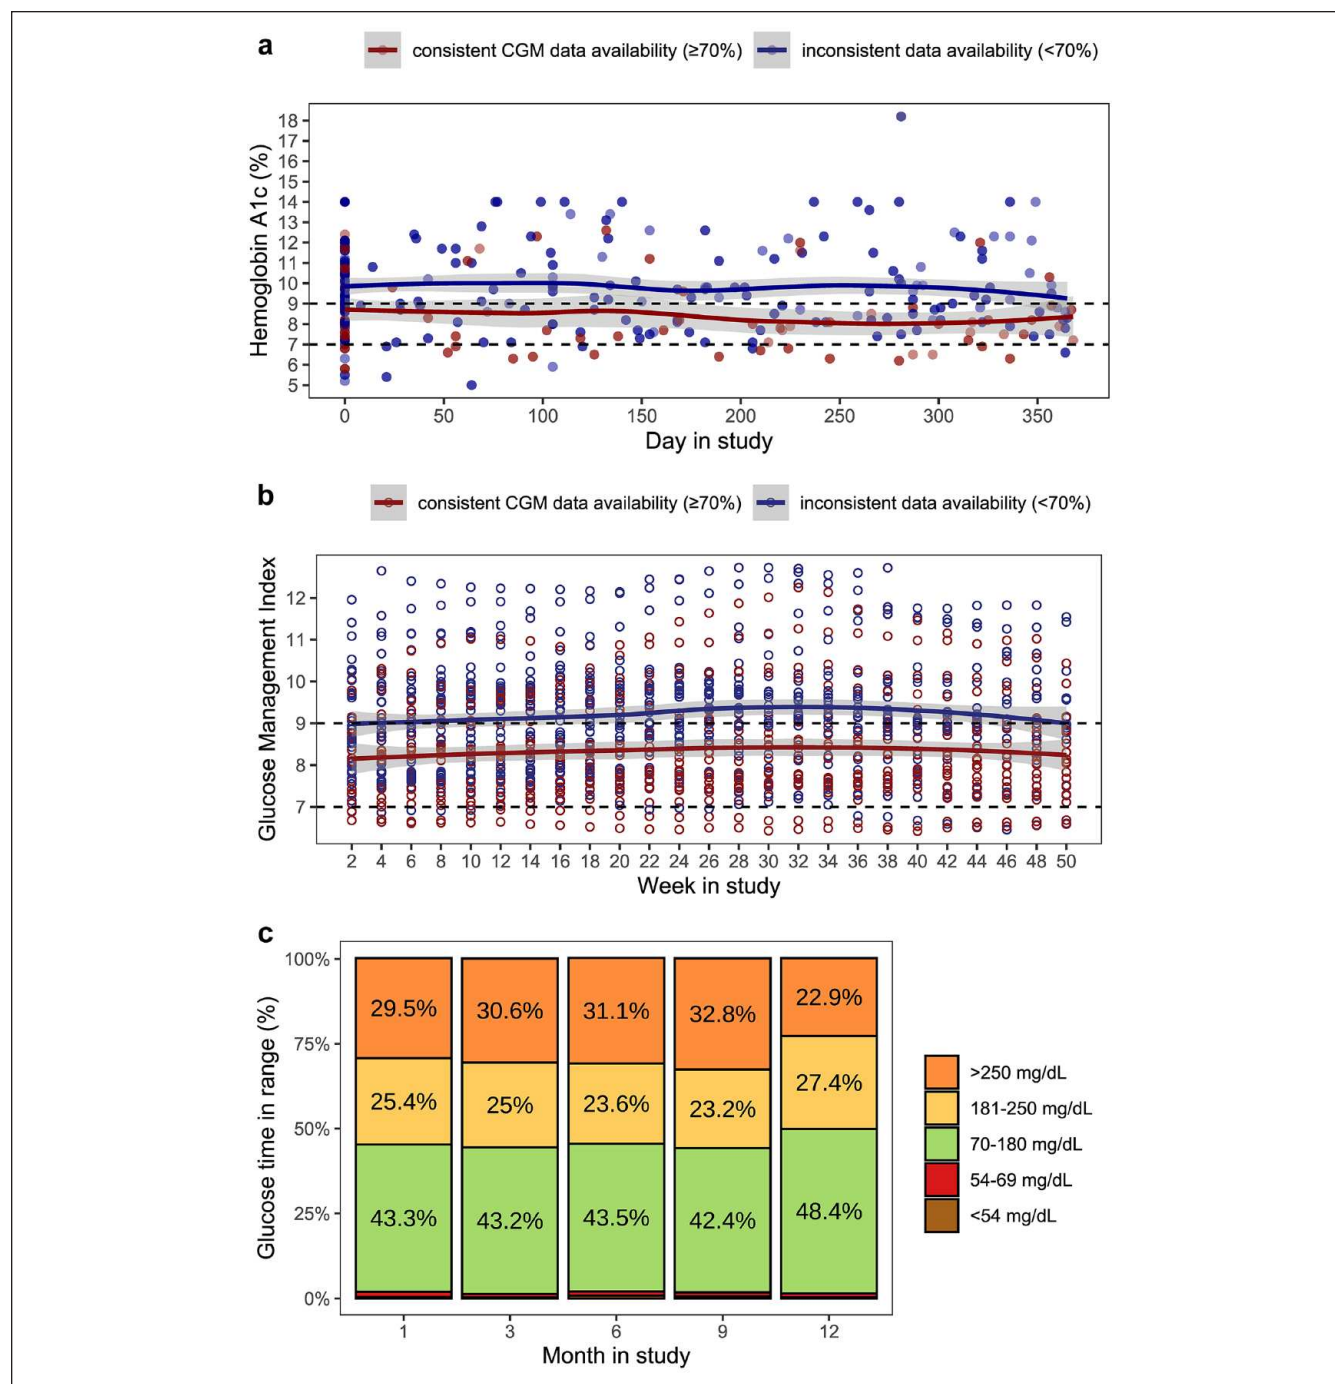 a
consistent CGM data availability (≥70%) inconsistent data availability (<70%)
Hemoglobin A1c (%)
18
17
16
15
14
13
12
11
10
9
8
7
6
5
0 50 100 150 200 250 300 350
Day in study
b
consistent CGM data availability (≥70%) inconsistent data availability (<70%)
Glucose Management Index
12
11
10
9
8
7
2 4 6 8 10 12 14 16 18 20 22 24 26 28 30 32 34 36 38 40 42 44 46 48 50
Week in study
c
Glucose time in range (%)
100%
75%
50%
25%
0%
29.5% 30.6% 31.1% 32.8% 22.9%
25.4% 25% 23.6% 23.2% 27.4%
43.3% 43.2% 43.5% 42.4% 48.4%
1 3 6 9 12
Month in study
>250 mg/dL
181-250 mg/dL
70-180 mg/dL
54-69 mg/dL
<54 mg/dL